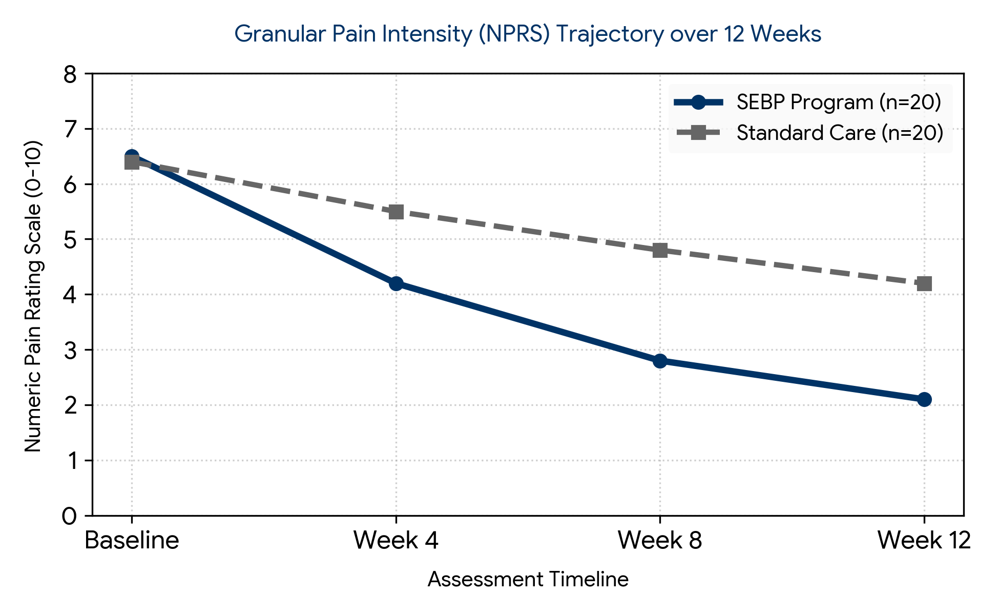 Granular Pain Intensity (NPRS) Trajectory over 12 Weeks
SEBP Program (n=20)
Standard Care (n=20)
Numeric Pain Rating Scale (0-10)
8
7
6
5
4
3
2
1
0
Baseline Week 4 Week 8 Week 12
Assessment Timeline